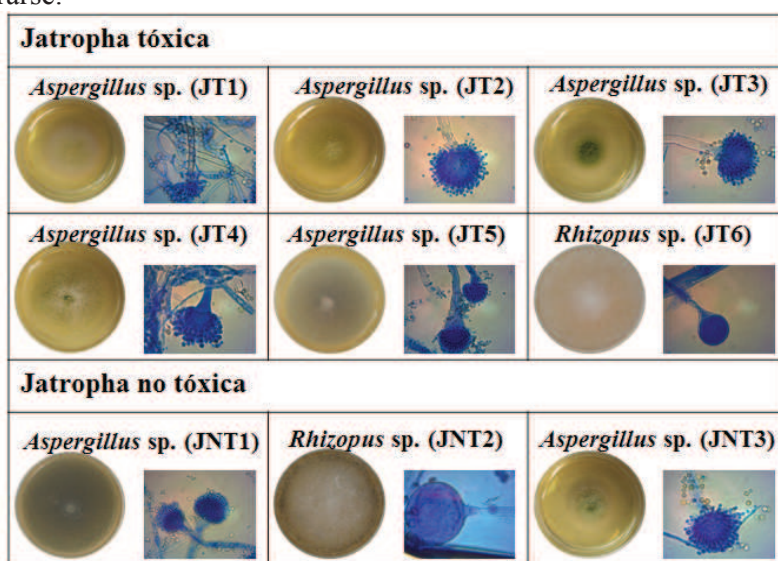 Jatropha tóxica
Aspergillus sp. (JT1) Aspergillus sp. (JT2) Aspergillus sp. (JT3)
Aspergillus sp. (JT4) Aspergillus sp. (JT5) Rhizopus sp. (JT6)
Jatropha no tóxica
Aspergillus sp. (JNT1) Rhizopus sp. (JNT2) Aspergillus sp. (JNT3)